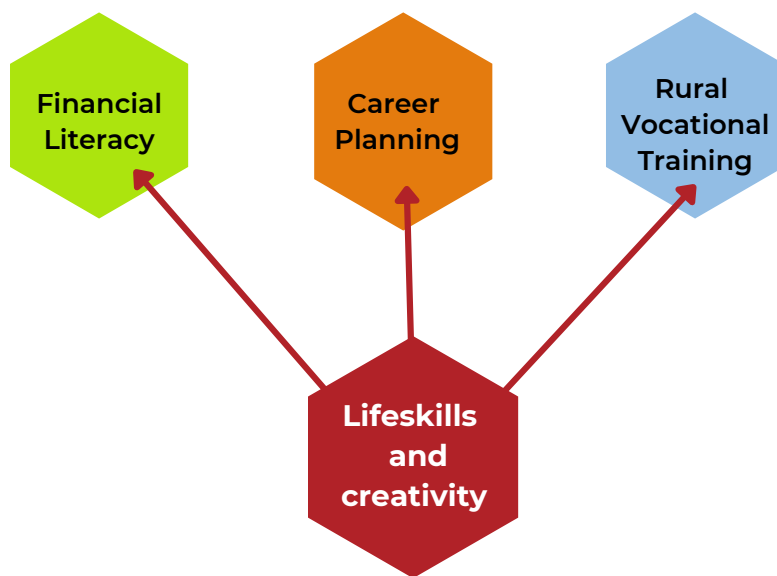 Financial
Literacy
Career
Planning
Rural
Vocational
Training
Lifeskills
and
creativity